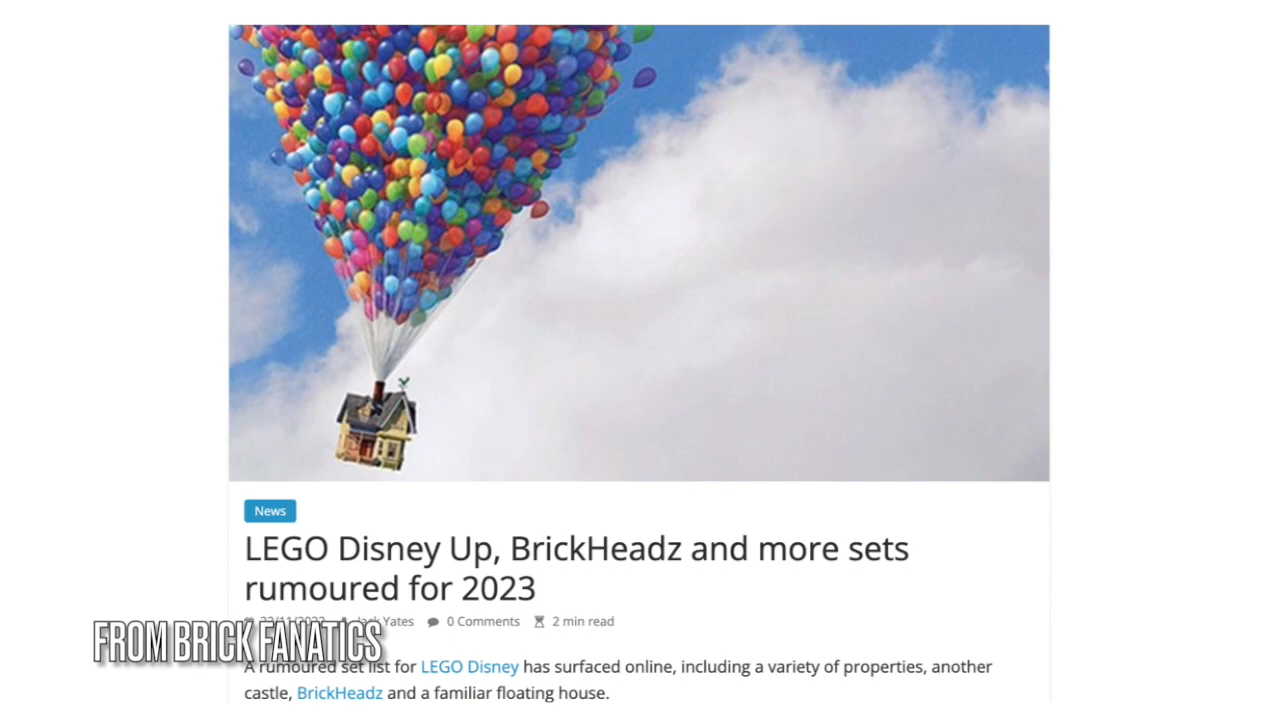 News
LEGO Disney Up, BrickHeadz and more sets
rumoured for 2023
Yates 0 Comments 2 min read
FROM BRICK FANATICS
A rumoured set list for LEGO Disney has surfaced online, including a variety of properties, another
castle, BrickHeadz and a familiar floating house.